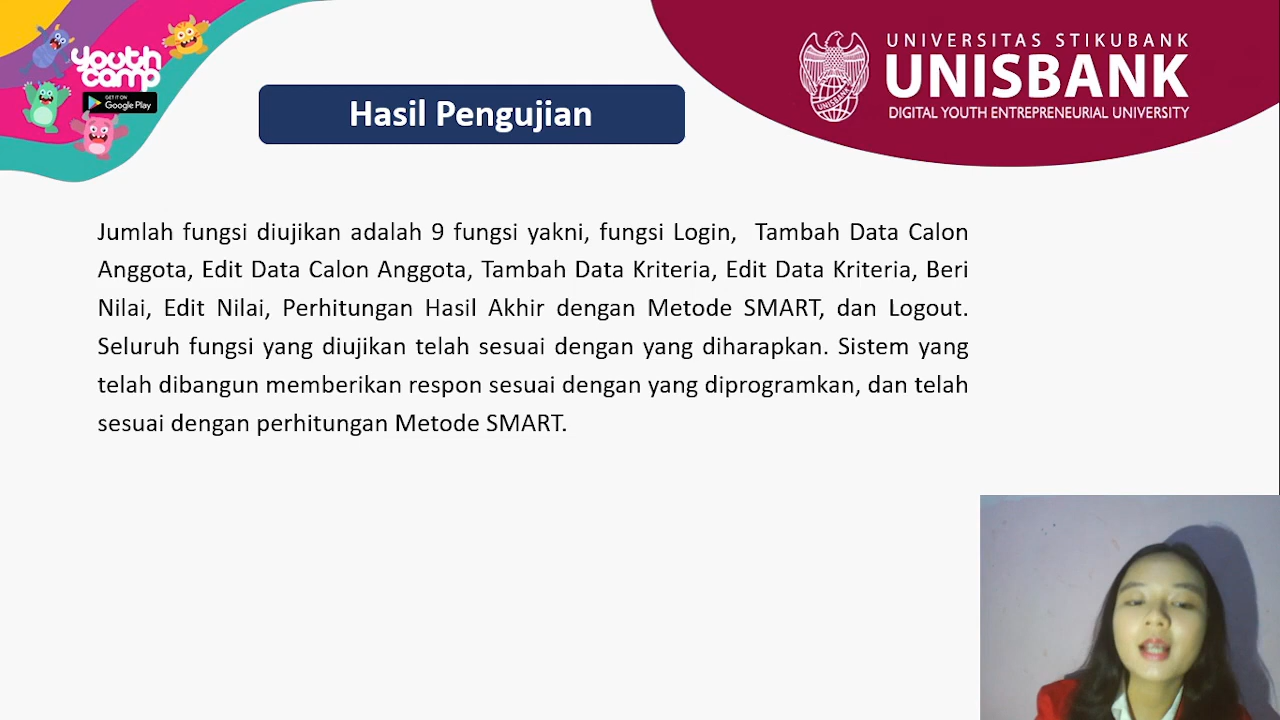 youth
camp
GET IT ON
Google Play
UNIVERSITAS STIKUBANK
UNISBANK
DIGITAL YOUTH ENTREPRENEURIAL UNIVERSITY
UNISBANK
Hasil Pengujian
Jumlah fungsi diujikan adalah 9 fungsi yakni, fungsi Login, Tambah Data Calon
Anggota, Edit Data Calon Anggota, Tambah Data Kriteria, Edit Data Kriteria, Beri
Nilai, Edit Nilai, Perhitungan Hasil Akhir dengan Metode SMART, dan Logout.
Seluruh fungsi yang diujikan telah sesuai dengan yang diharapkan. Sistem yang
telah dibangun memberikan respon sesuai dengan yang diprogramkan, dan telah
sesuai dengan perhitungan Metode SMART.